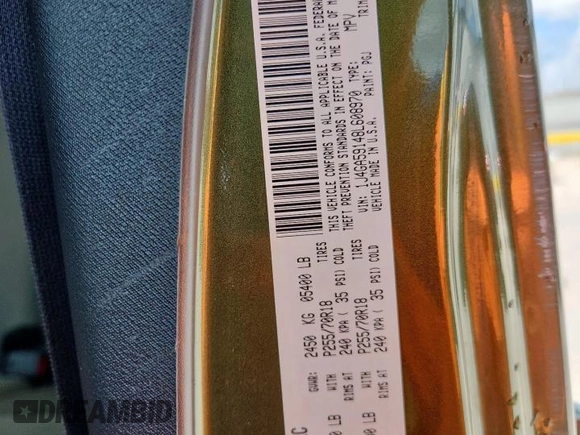 GVWR: 2450 KG 05400 LB
WITH TIRES
P255/70R18
RIMS AT 240 KPA ( 35 PSI) COLD
WITH TIRES
P255/70R18
RIMS AT 240 KPA ( 35 PSI) COLD
THIS VEHICLE CONFORMS TO ALL APPLICABLE U.S.A. FEDERAL
THEFT PREVENTION STANDARDS IN EFFECT ON THE DATE OF
VIN: 1J4GA59148L608970 TYPE: MPV
VEHICLE MADE IN U.S.A. PAINT: PGJ TRIM
DREAMBID